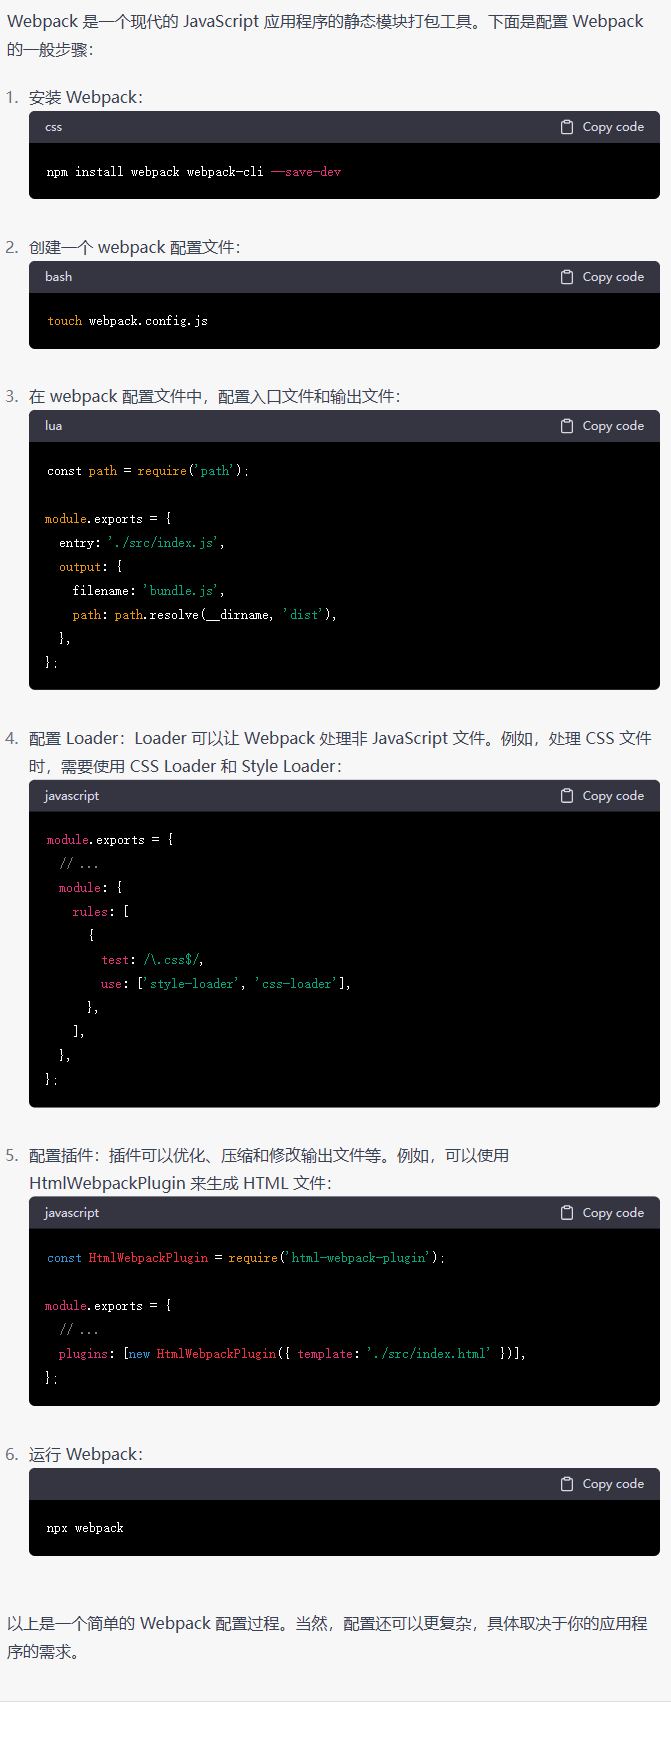 Webpack 是一个现代的 JavaScript 应用程序的静态模块打包工具。下面是配置 Webpack
的一般步骤：
1. 安装 Webpack：
css Copy code
npm install webpack webpack-cli --save-dev
2. 创建一个 webpack 配置文件：
bash Copy code
touch webpack.config.js
3. 在 webpack 配置文件中，配置入口文件和输出文件：
lua Copy code
const path = require('path');
module.exports = {
entry: './src/index.js',
output: {
filename: 'bundle.js',
path: path.resolve(__dirname, 'dist'),
},
};
4. 配置 Loader：Loader 可以让 Webpack 处理非 JavaScript 文件。例如，处理 CSS 文件
时，需要使用 CSS Loader 和 Style Loader：
javascript Copy code
module.exports = {
// ...
module: {
rules: [
{
test: /\.css$/,
use: ['style-loader', 'css-loader'],
},
],
},
};
5. 配置插件：插件可以优化、压缩和修改输出文件等。例如，可以使用
HtmlWebpackPlugin 来生成 HTML 文件：
javascript Copy code
const HtmlWebpackPlugin = require('html-webpack-plugin');
module.exports = {
// ...
plugins: [new HtmlWebpackPlugin({ template: './src/index.html' })],
};
6. 运行 Webpack：
Copy code
npx webpack
以上是一个简单的 Webpack 配置过程。当然，配置还可以更复杂，具体取决于你的应用程
序的需求。